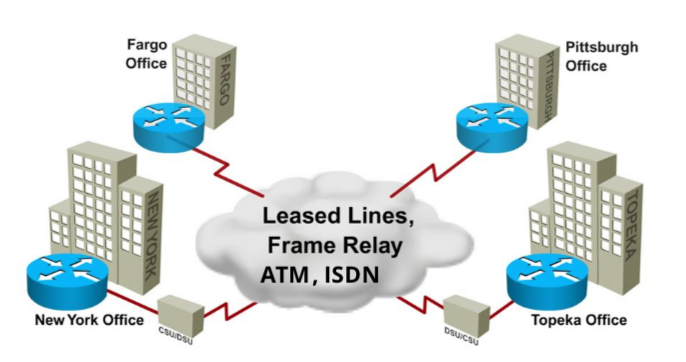 Fargo
Office
FARGO
Pittsburgh
Office
PITTSBURGH
Leased Lines,
Frame Relay
ATM, ISDN
NEW YORK
TOPEKA
New York Office
CSU/DSU
DSU/CSU
Topeka Office